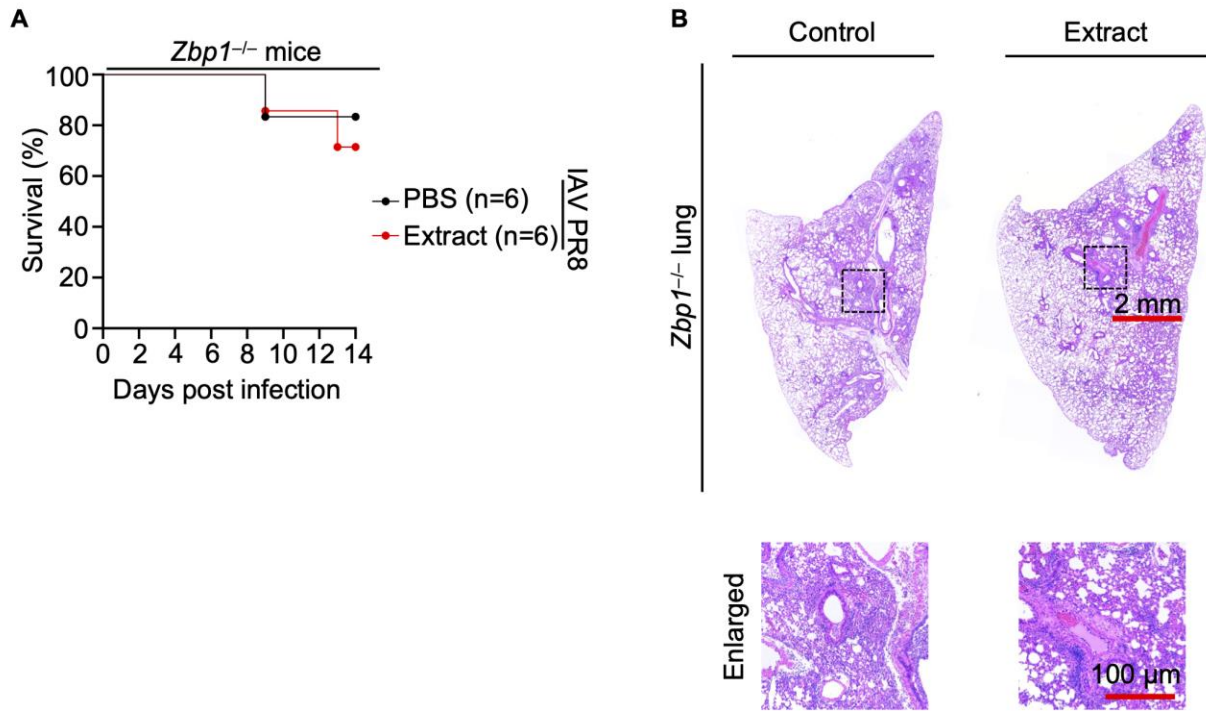 A
Zbp1–/– mice
100
80
60
40
20
0
Survival (%)
0 2 4 6 8 10 12 14
Days post infection
PBS (n=6)
Extract (n=6)
IAV PR8
B
Control Extract
Zbp1–/– lung
2 mm
Enlarged
100 µm